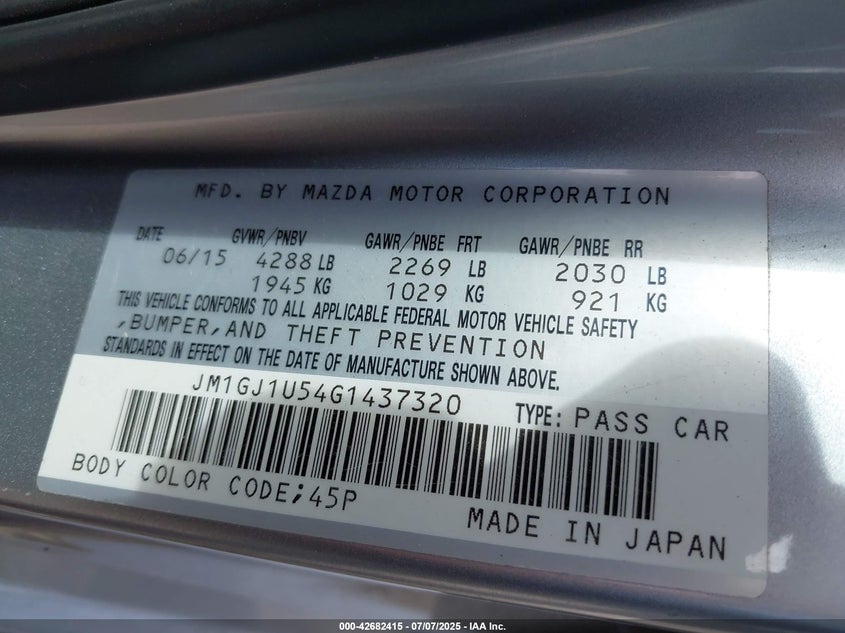 MFD. BY MAZDA MOTOR CORPORATION
DATE GVWR/PNBV GAWR/PNBE FRT GAWR/PNBE RR
06/15 4288 LB 2269 LB 2030 LB
1945 KG 1029 KG 921 KG
THIS VEHICLE CONFORMS TO ALL APPLICABLE FEDERAL MOTOR VEHICLE SAFETY
,BUMPER,AND THEFT PREVENTION
STANDARDS IN EFFECT ON THE DATE OF MANUFACTURE SHOWN ABOVE.
JM1GJ1U54G1437320 TYPE: PASS CAR
BODY COLOR CODE;45P
MADE IN JAPAN
000-42682415 - 07/07/2025 - IAA Inc.